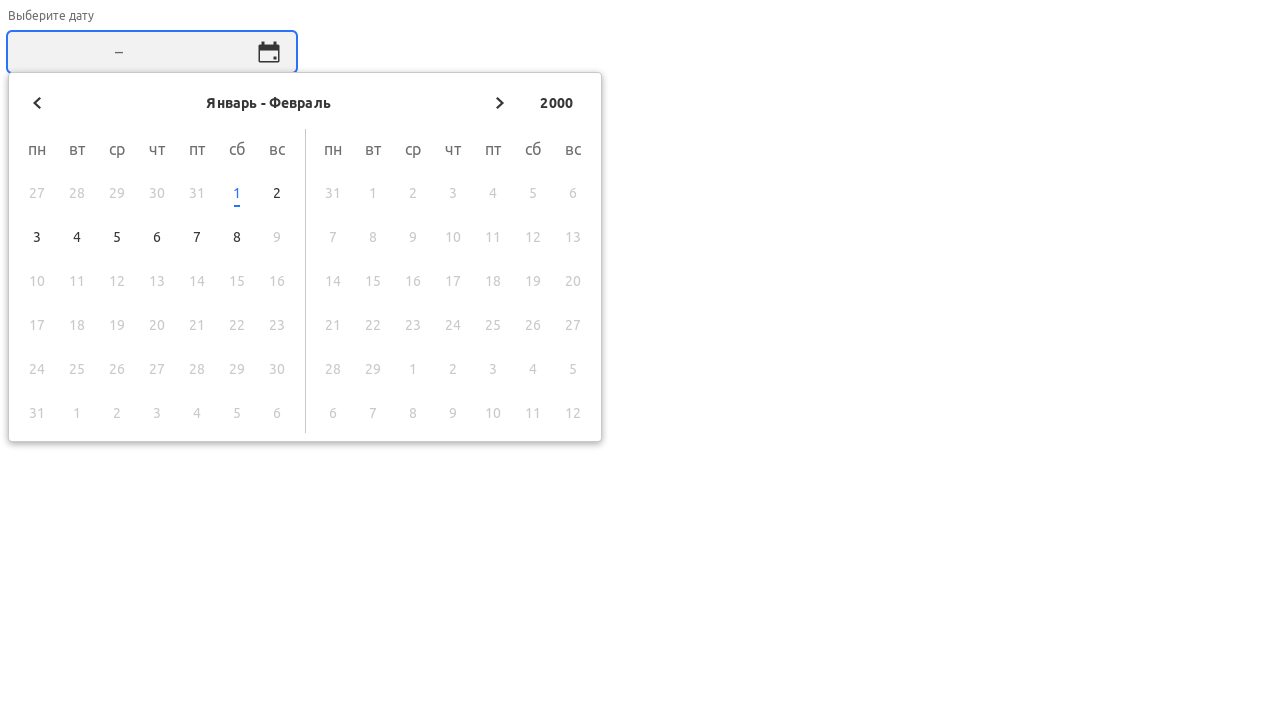 Выберите дату
–
Январь - Февраль 2000
пн вт ср чт пт сб вс пн вт ср чт пт сб вс
27 28 29 30 31 1 2 31 1 2 3 4 5 6
3 4 5 6 7 8 9 7 8 9 10 11 12 13
10 11 12 13 14 15 16 14 15 16 17 18 19 20
17 18 19 20 21 22 23 21 22 23 24 25 26 27
24 25 26 27 28 29 30 28 29 1 2 3 4 5
31 1 2 3 4 5 6 6 7 8 9 10 11 12